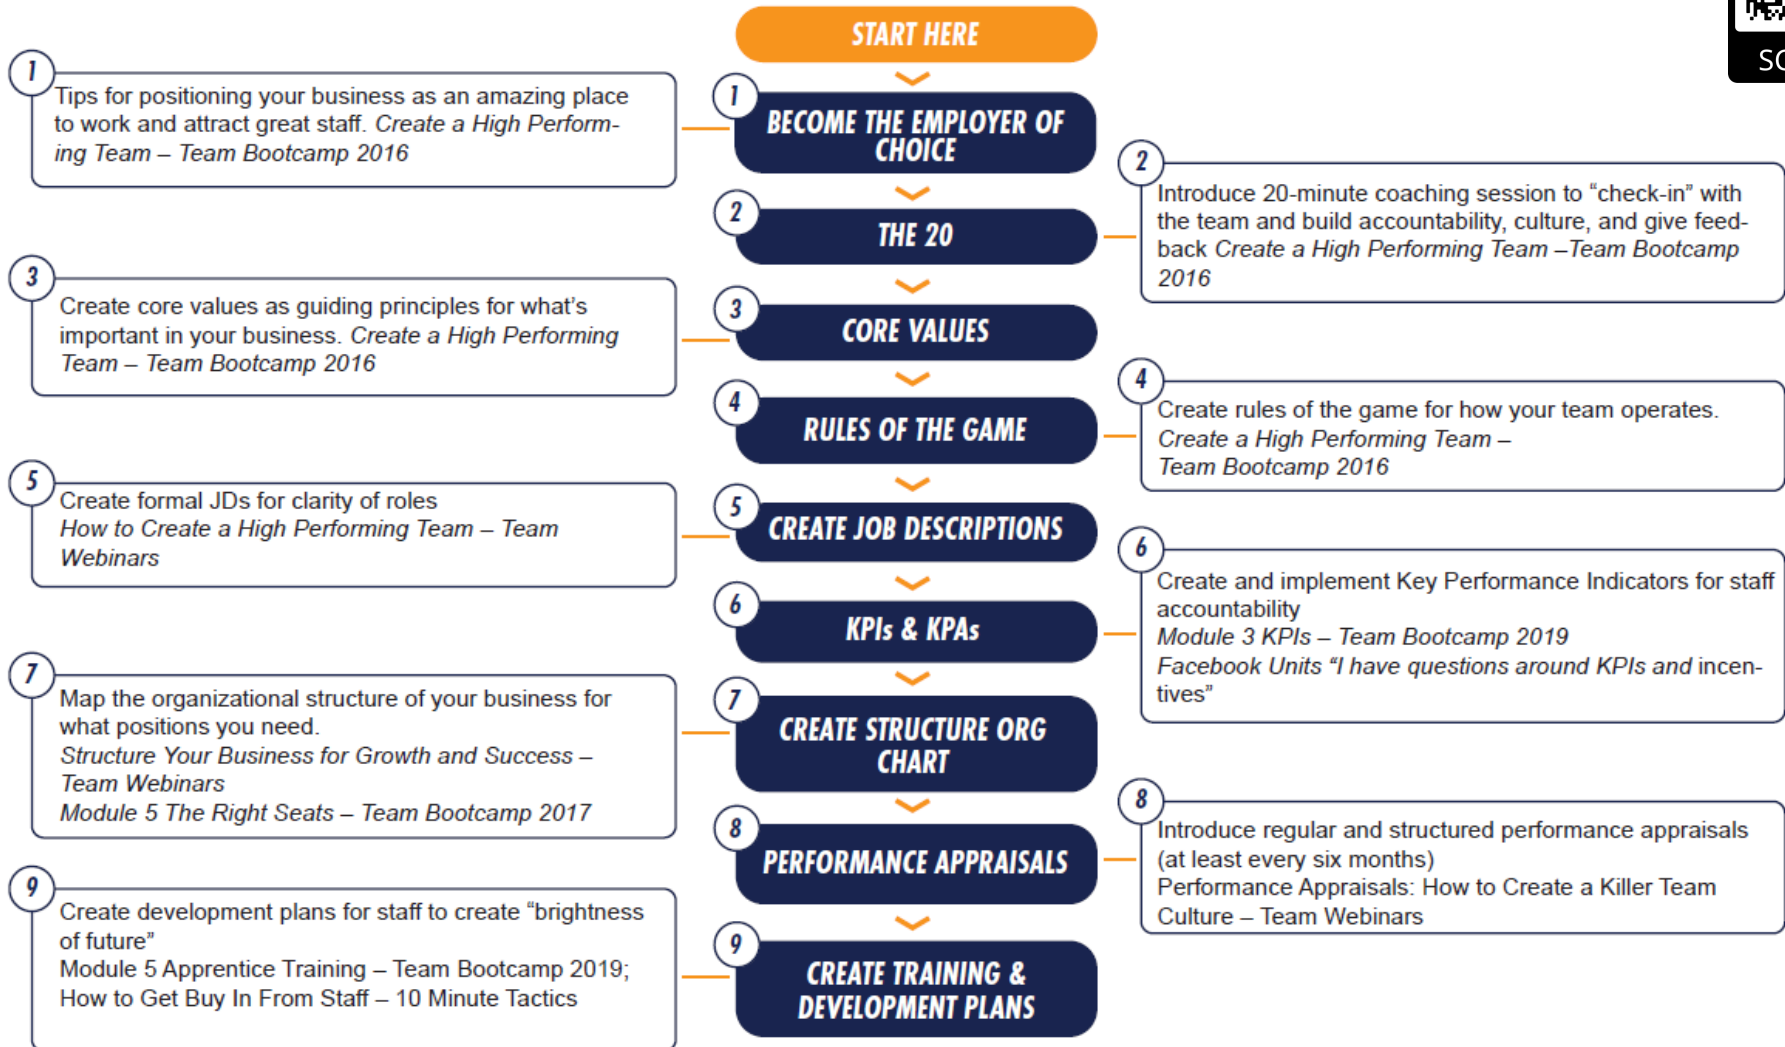 START HERE
1
BECOME THE EMPLOYER OF
CHOICE
1
Tips for positioning your business as an amazing place
to work and attract great staff. Create a High Perform-
ing Team – Team Bootcamp 2016
2
THE 20
2
Introduce 20-minute coaching session to “check-in” with
the team and build accountability, culture, and give feed-
back Create a High Performing Team –Team Bootcamp
2016
3
CORE VALUES
3
Create core values as guiding principles for what’s
important in your business. Create a High Performing
Team – Team Bootcamp 2016
4
RULES OF THE GAME
4
Create rules of the game for how your team operates.
Create a High Performing Team –
Team Bootcamp 2016
5
CREATE JOB DESCRIPTIONS
5
Create formal JDs for clarity of roles
How to Create a High Performing Team – Team
Webinars
6
KPIs & KPAs
6
Create and implement Key Performance Indicators for staff
accountability
Module 3 KPIs – Team Bootcamp 2019
Facebook Units “I have questions around KPIs and incen-
tives”
7
CREATE STRUCTURE ORG
CHART
7
Map the organizational structure of your business for
what positions you need.
Structure Your Business for Growth and Success –
Team Webinars
Module 5 The Right Seats – Team Bootcamp 2017
8
PERFORMANCE APPRAISALS
8
Introduce regular and structured performance appraisals
(at least every six months)
Performance Appraisals: How to Create a Killer Team
Culture – Team Webinars
9
CREATE TRAINING &
DEVELOPMENT PLANS
9
Create development plans for staff to create “brightness
of future”
Module 5 Apprentice Training – Team Bootcamp 2019;
How to Get Buy In From Staff – 10 Minute Tactics